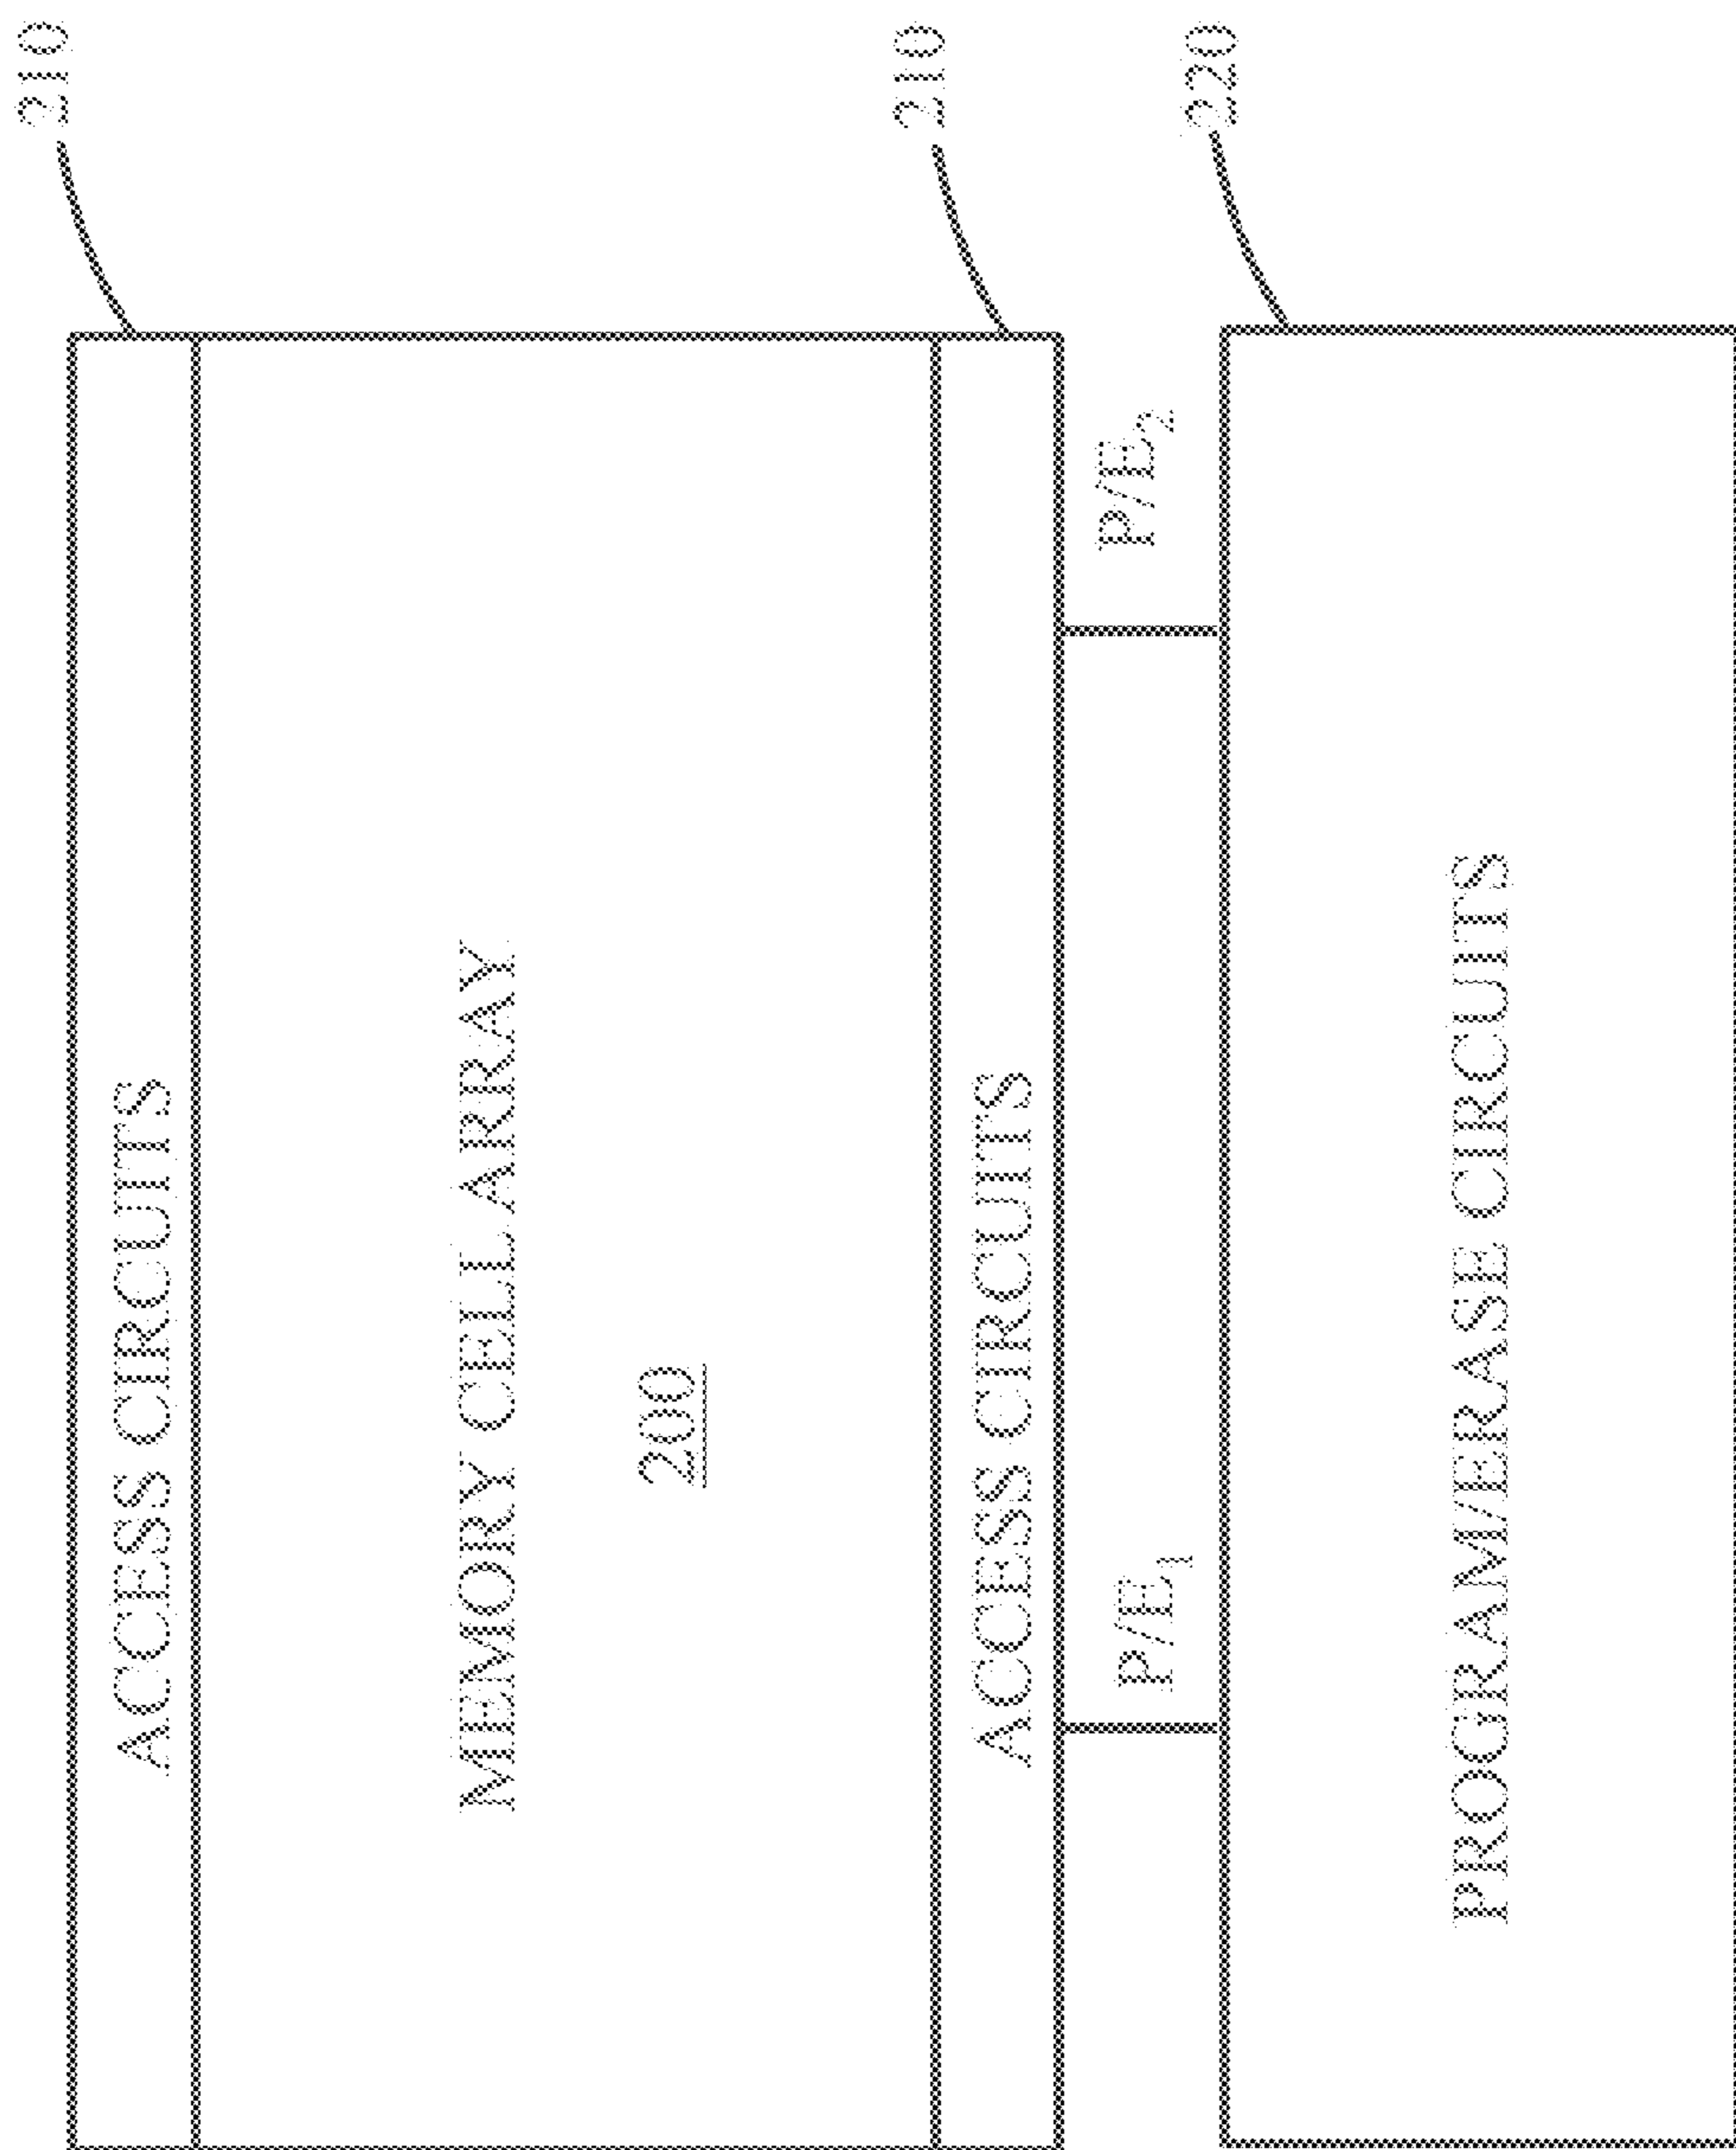 ACCESS CIRCUITS
210
MEMORY CELL ARRAY
200
ACCESS CIRCUITS
210
P/E1
P/E2
220
PROGRAM/ERASE CIRCUITS